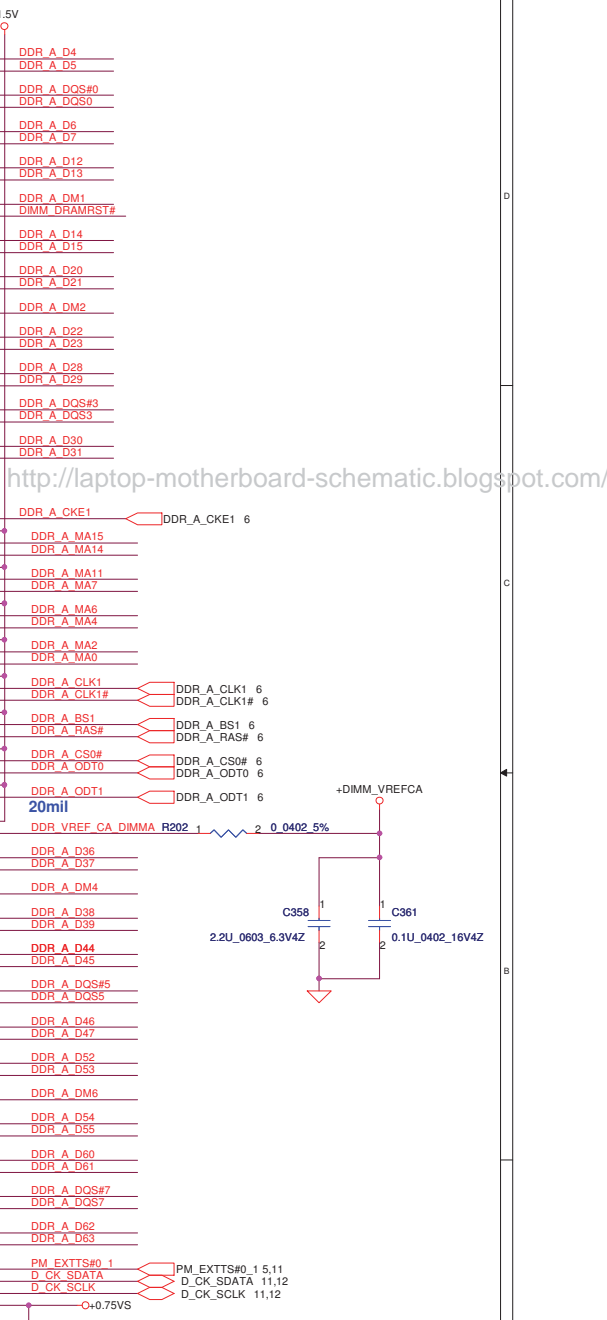 .5V
DDR_A_D4
DDR_A_D5
DDR_A_DQS#0
DDR_A_DQS0
DDR_A_D6
DDR_A_D7
DDR_A_D12
DDR_A_D13
DDR_A_DM1
DIMM_DRAMRST#
DDR_A_D14
DDR_A_D15
DDR_A_D20
DDR_A_D21
DDR_A_DM2
DDR_A_D22
DDR_A_D23
DDR_A_D28
DDR_A_D29
DDR_A_DQS#3
DDR_A_DQS3
DDR_A_D30
DDR_A_D31
D
http://laptop-motherboard-schematic.blogspot.com/
DDR_A_CKE1 DDR_A_CKE1 6
DDR_A_MA15
DDR_A_MA14
DDR_A_MA11
DDR_A_MA7
C
DDR_A_MA6
DDR_A_MA4
DDR_A_MA2
DDR_A_MA0
DDR_A_CLK1 DDR_A_CLK1 6
DDR_A_CLK1# DDR_A_CLK1# 6
DDR_A_BS1 DDR_A_BS1 6
DDR_A_RAS# DDR_A_RAS# 6
DDR_A_CS0# DDR_A_CS0# 6
DDR_A_ODT0 DDR_A_ODT0 6
DDR_A_ODT1 DDR_A_ODT1 6
+DIMM_VREFCA
20mil
DDR_VREF_CA_DIMMA R202 1 2 0_0402_5%
DDR_A_D36
DDR_A_D37
DDR_A_DM4
1 1
DDR_A_D38
DDR_A_D39
C358 C361
2.2U_0603_6.3V4Z 0.1U_0402_16V4Z
2 2
DDR_A_D44
DDR_A_D45
B
DDR_A_DQS#5
DDR_A_DQS5
DDR_A_D46
DDR_A_D47
DDR_A_D52
DDR_A_D53
DDR_A_DM6
DDR_A_D54
DDR_A_D55
DDR_A_D60
DDR_A_D61
DDR_A_DQS#7
DDR_A_DQS7
DDR_A_D62
DDR_A_D63
PM_EXTTS#0_1 PM_EXTTS#0_1 5,11
D_CK_SDATA D_CK_SDATA 11,12
D_CK_SCLK D_CK_SCLK 11,12
+0.75VS